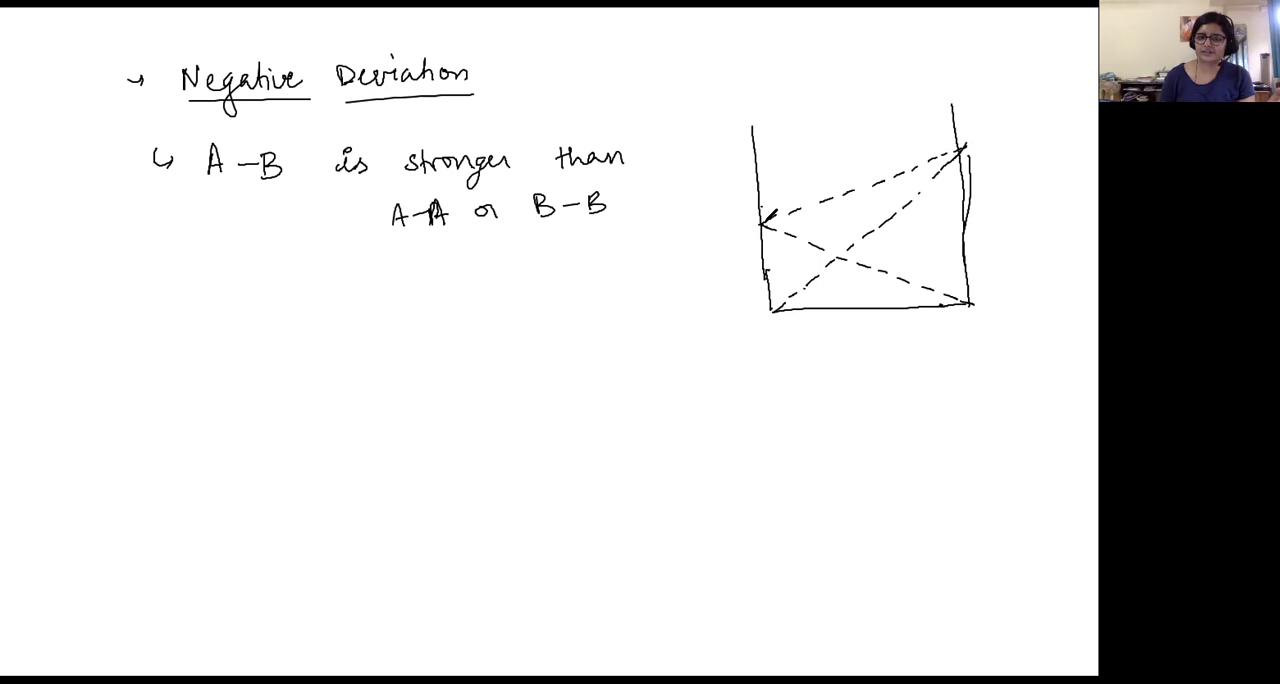 → Negative Deviation
↳ A-B is stronger than
A-A or B-B